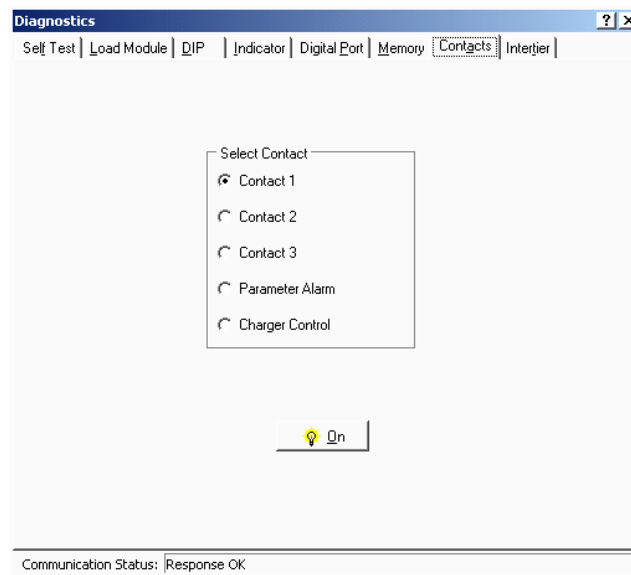 Diagnostics ? X
Self Test Load Module DIP Indicator Digital Port Memory Contacts Intertier
Select Contact
Contact 1
Contact 2
Contact 3
Parameter Alarm
Charger Control
On
Communication Status: Response OK